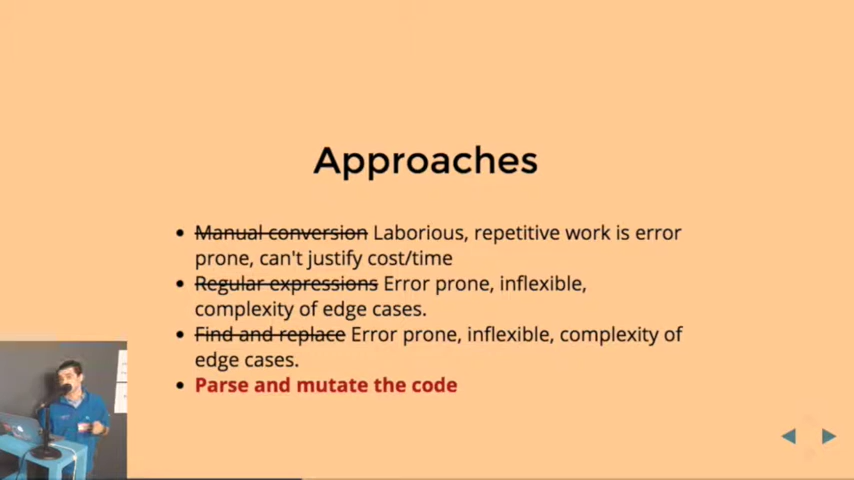 Approaches
Manual conversion Laborious, repetitive work is error
prone, can't justify cost/time
Regular expressions Error prone, inflexible,
complexity of edge cases.
Find and replace Error prone, inflexible, complexity of
edge cases.
Parse and mutate the code